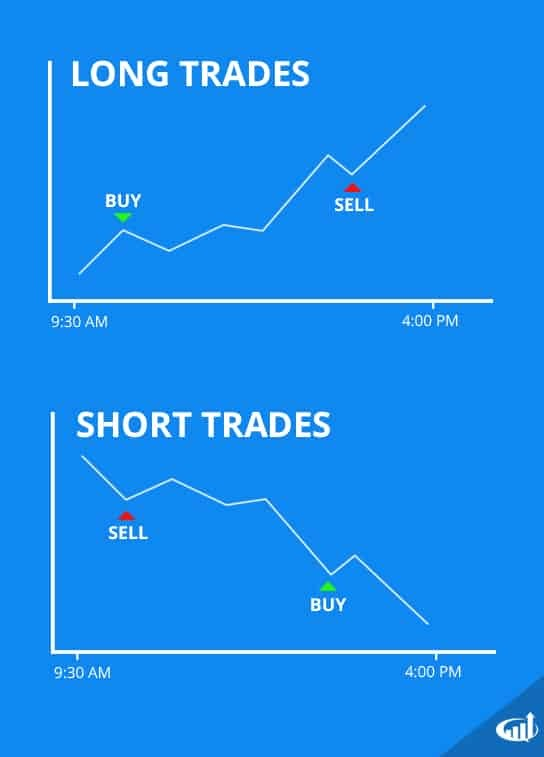 LONG TRADES
BUY
SELL
9:30 AM 4:00 PM
SHORT TRADES
SELL
BUY
9:30 AM 4:00 PM